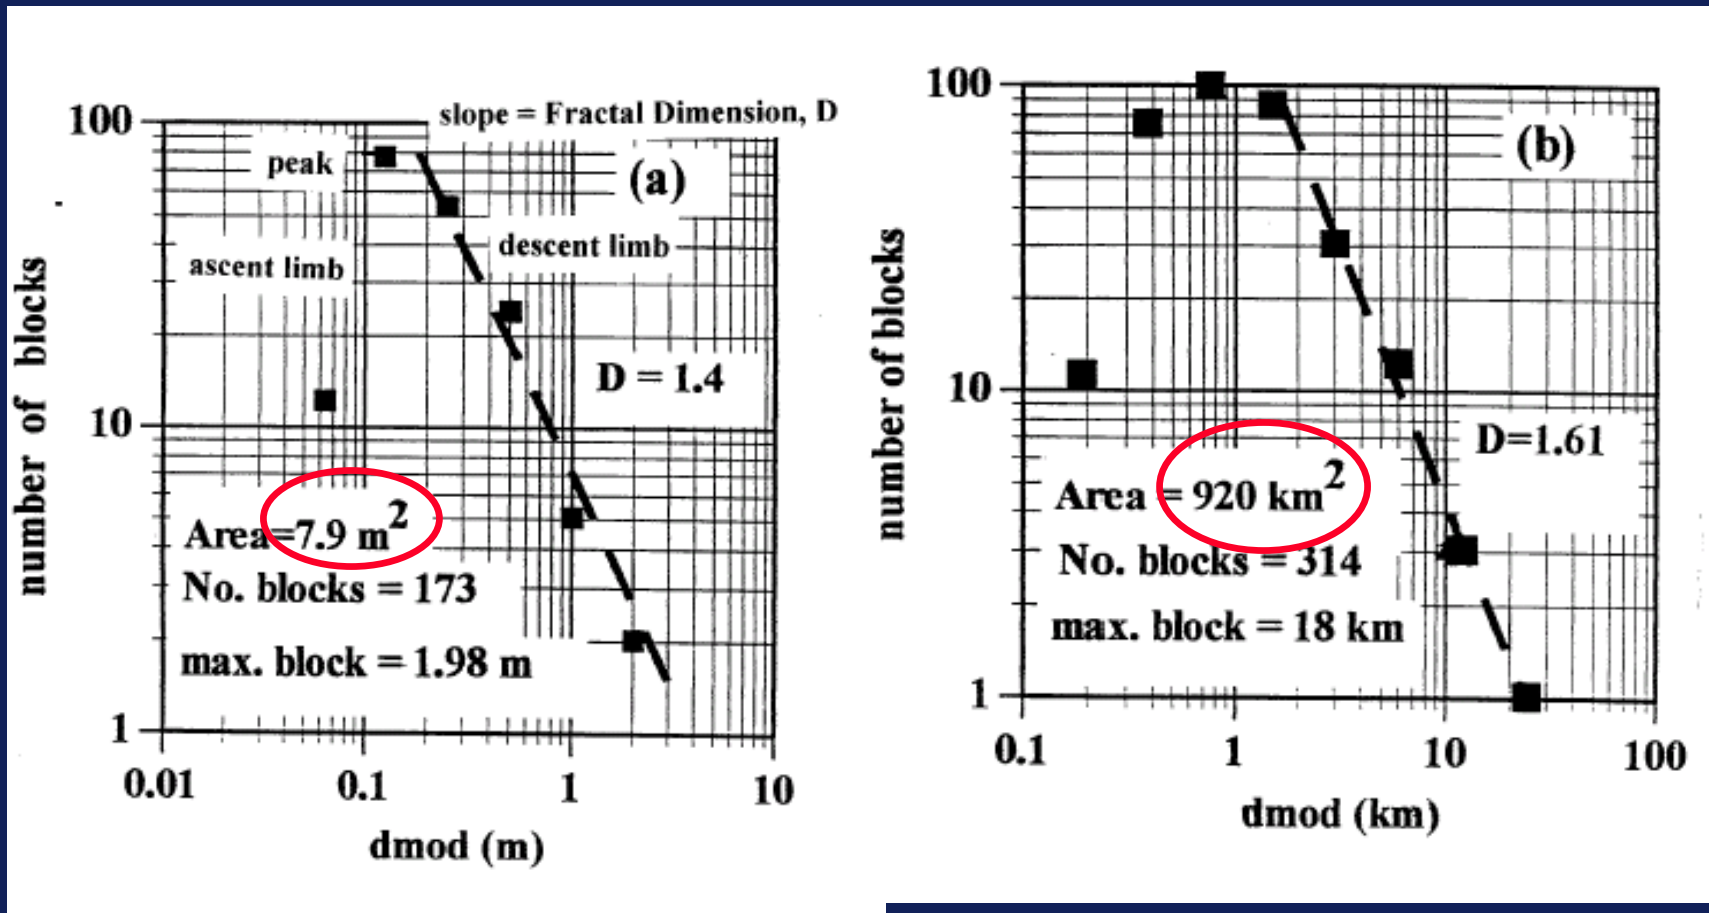 slope = Fractal Dimension, D
100
peak
(a)
descent limb
ascent limb
D = 1.4
10
Area=7.9 m²
No. blocks = 173
max. block = 1.98 m
1
0.01 0.1 1 10
dmod (m)
number of blocks
100
(b)
10
D=1.61
Area = 920 km²
No. blocks = 314
max. block = 18 km
1
0.1 1 10 100
dmod (km)
number of blocks